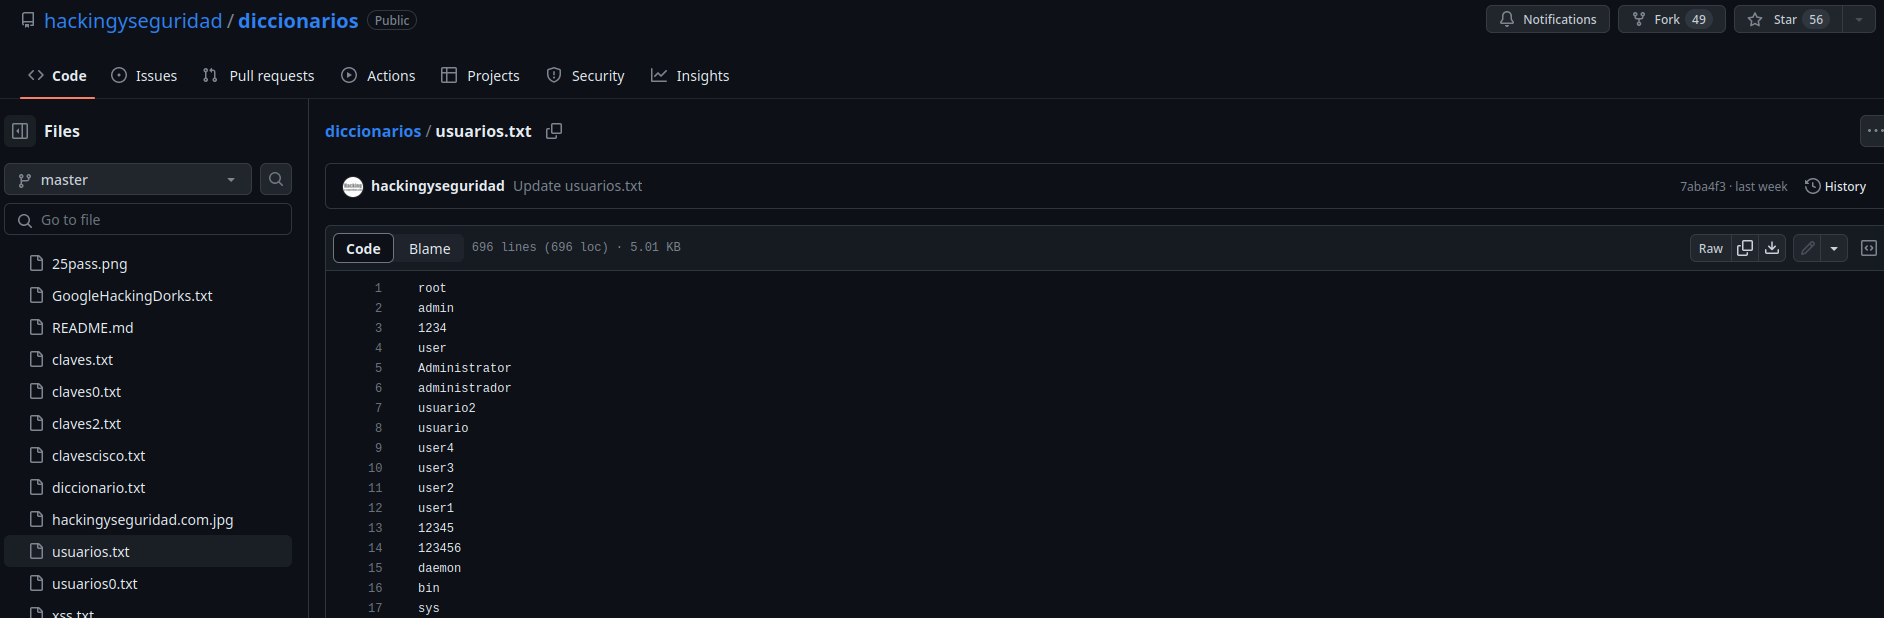 hackingyseguridad / diccionarios Public
Notifications Fork 49 Star 56
Code Issues Pull requests Actions Projects Security Insights
Files
master
Go to file
25pass.png
GoogleHackingDorks.txt
README.md
claves.txt
claves0.txt
claves2.txt
clavescisco.txt
diccionario.txt
hackingyseguridad.com.jpg
usuarios.txt
usuarios0.txt
xss.txt
diccionarios / usuarios.txt
hackingyseguridad Update usuarios.txt
7aba4f3 · last week History
Code Blame 696 lines (696 loc) · 5.01 KB
Raw
1 root
2 admin
3 1234
4 user
5 Administrator
6 administrador
7 usuario2
8 usuario
9 user4
10 user3
11 user2
12 user1
13 12345
14 123456
15 daemon
16 bin
17 sys